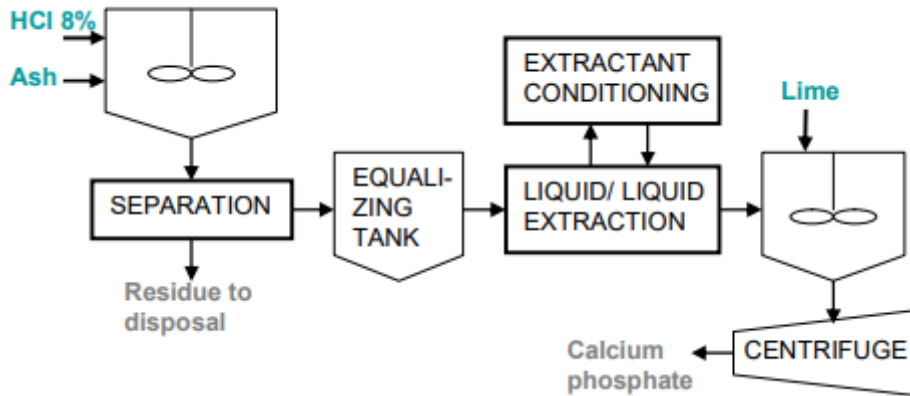 HCl 8%
Ash
SEPARATION
Residue to
disposal
EQUALI-
ZING
TANK
EXTRACTANT
CONDITIONING
LIQUID/ LIQUID
EXTRACTION
Lime
CENTRIFUGE
Calcium
phosphate